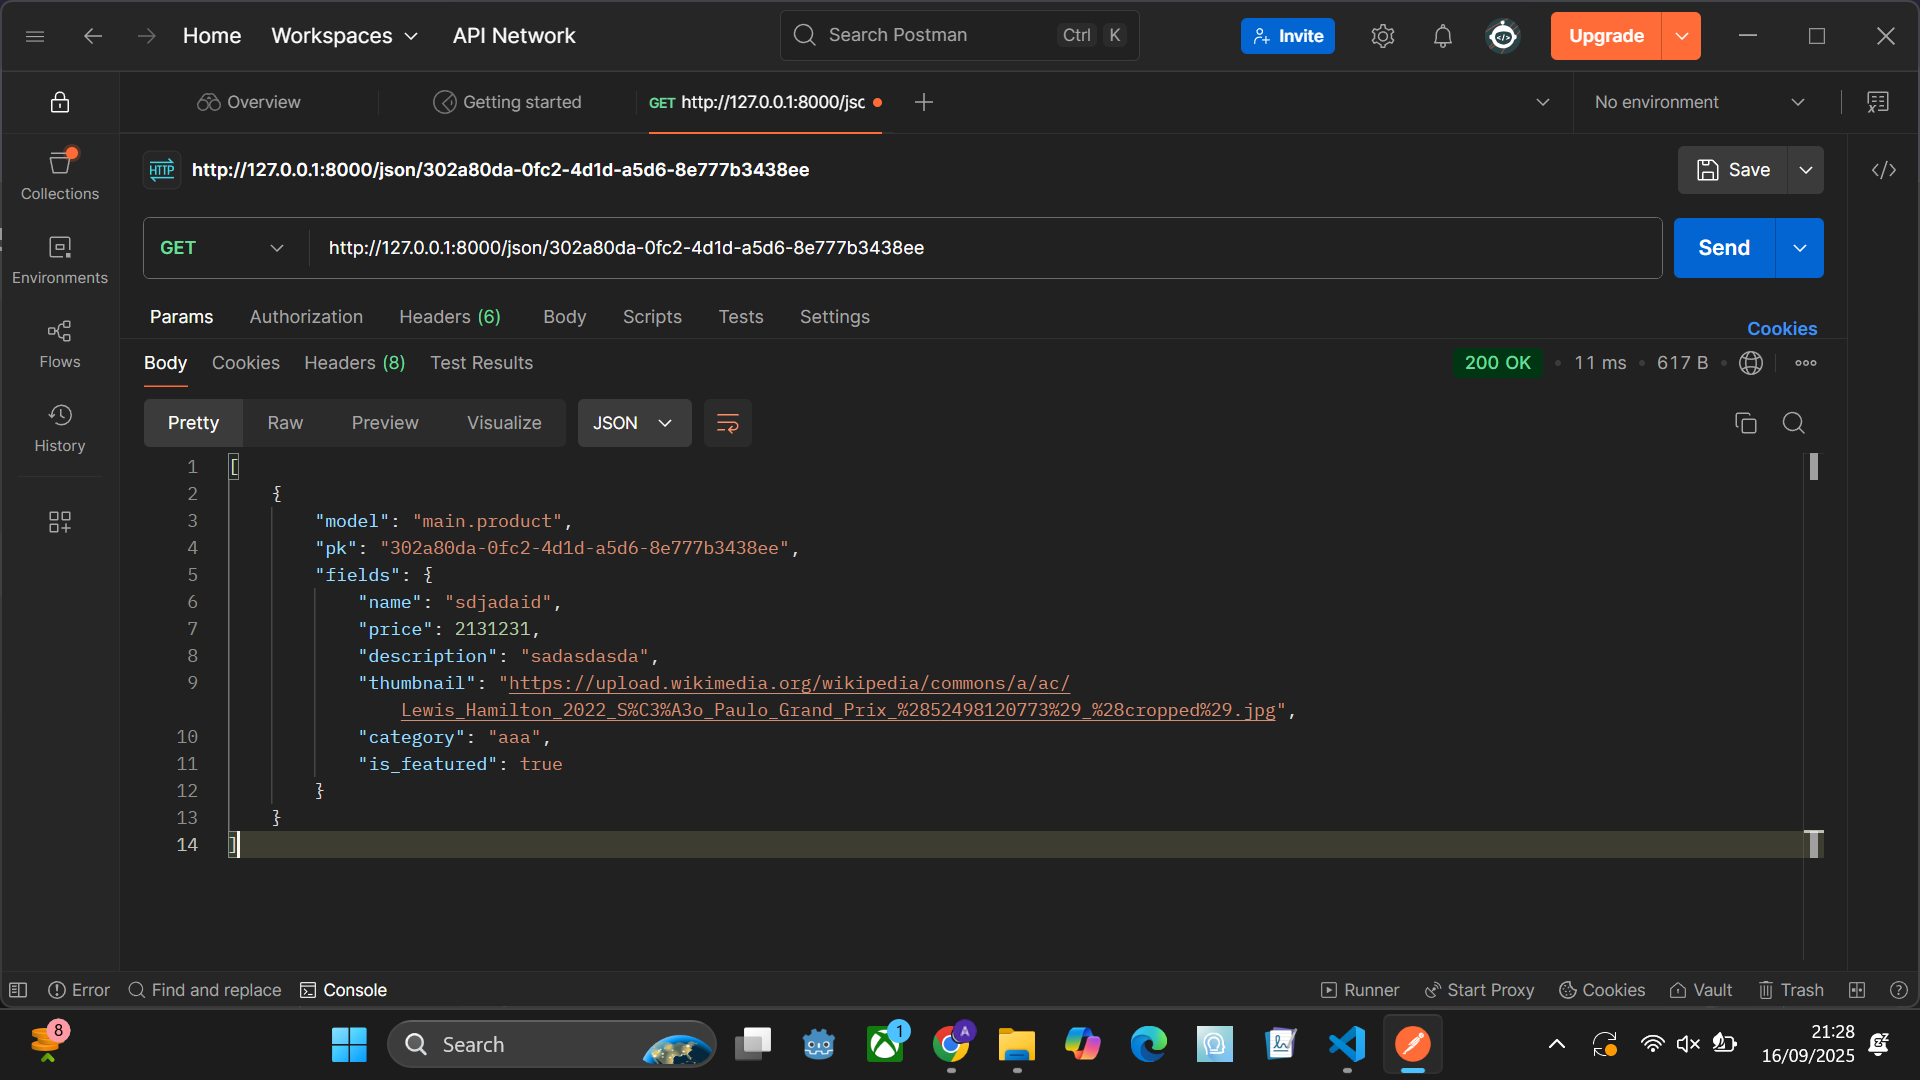 Home Workspaces API Network Search Postman Ctrl K Invite Upgrade
Overview Getting started GET http://127.0.0.1:8000/jsc No environment
HTTP http://127.0.0.1:8000/json/302a80da-0fc2-4d1d-a5d6-8e777b3438ee Save
Collections
GET http://127.0.0.1:8000/json/302a80da-0fc2-4d1d-a5d6-8e777b3438ee Send
Environments
Params Authorization Headers (6) Body Scripts Tests Settings Cookies
Flows
Body Cookies Headers (8) Test Results 200 OK 11 ms 617 B
Pretty Raw Preview Visualize JSON
History
1 [
2 {
3 "model": "main.product",
4 "pk": "302a80da-0fc2-4d1d-a5d6-8e777b3438ee",
5 "fields": {
6 "name": "sdjadaid",
7 "price": 2131231,
8 "description": "sadasdasda",
9 "thumbnail": "https://upload.wikimedia.org/wikipedia/commons/a/ac/
Lewis_Hamilton_2022_S%C3%A3o_Paulo_Grand_Prix_%2852498120773%29_%28cropped%29.jpg",
10 "category": "aaa",
11 "is_featured": true
12 }
13 }
14 ]
Error Find and replace Console Runner Start Proxy Cookies Vault Trash
8 Search 1 A 21:28
16/09/2025